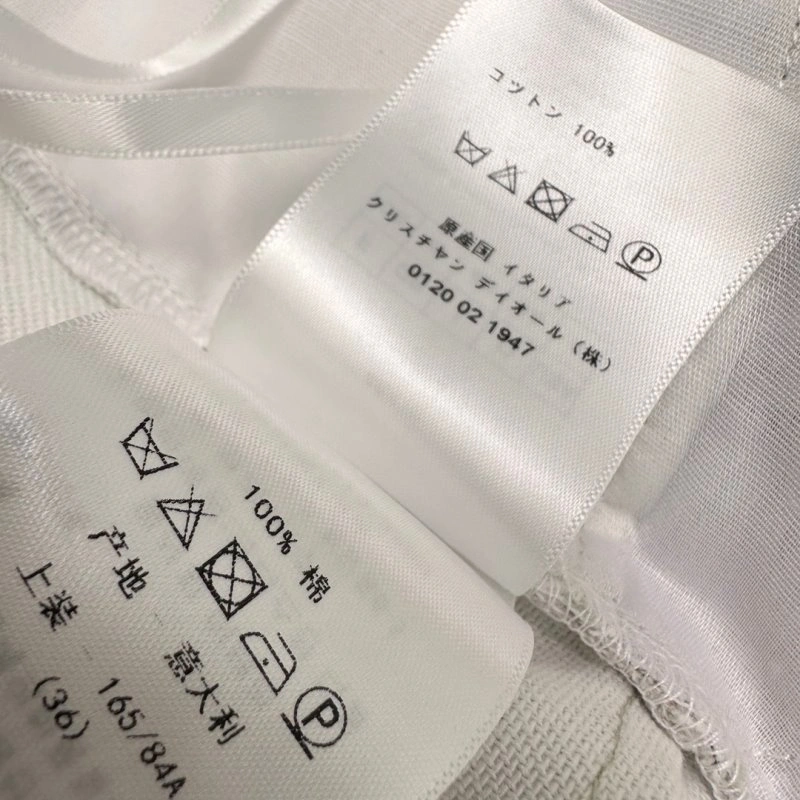 コットン 100%
P
原産国 イタリア
クリスチャン ディオール (株)
0120 02 1947
100% 棉
P
产地 意大利
上装 165/84A
(36)